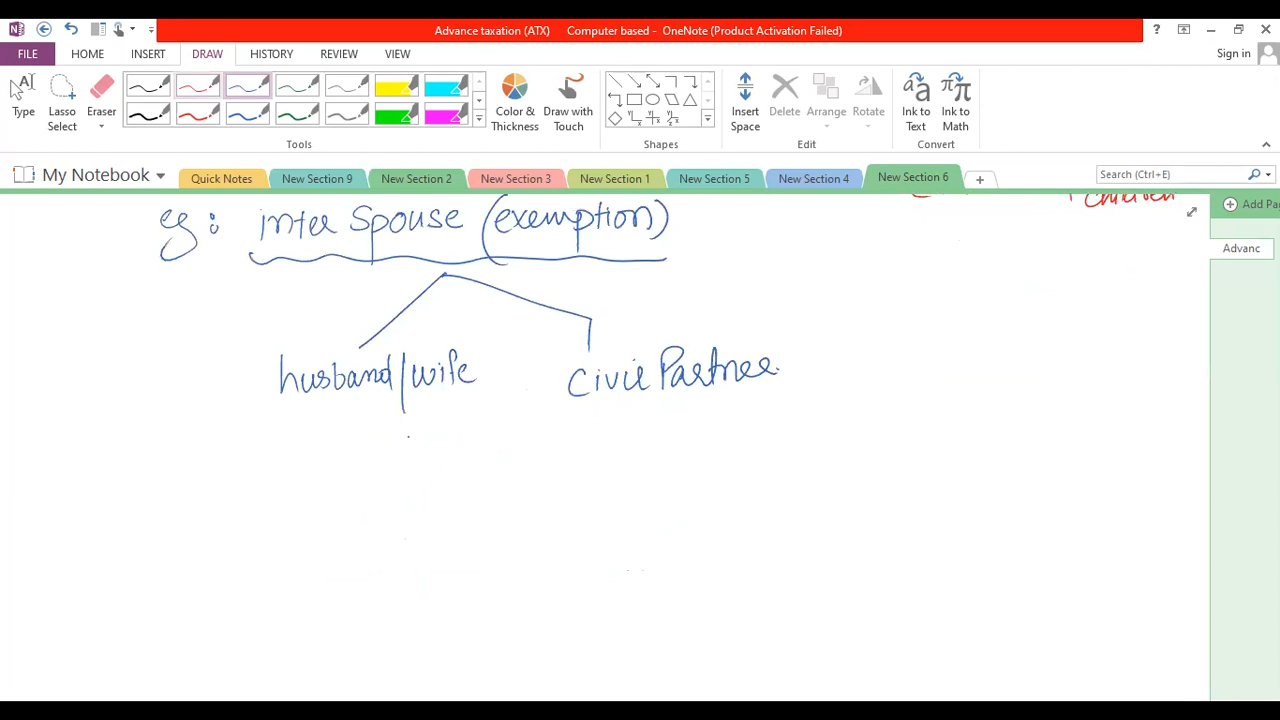 Advance taxation (ATX) Computer based - OneNote (Product Activation Failed)
FILE HOME INSERT DRAW HISTORY REVIEW VIEW Sign in
Type Lasso Select Eraser Color & Thickness Draw with Touch Insert Space Delete Arrange Rotate Ink to Text Ink to Math
Tools Shapes Edit Convert
My Notebook Quick Notes New Section 9 New Section 2 New Section 3 New Section 1 New Section 5 New Section 4 New Section 6 Search (Ctrl+E)
children
Add Pag
Advanc
eg: inter Spouse (exemption)
husband/wife civic Partner